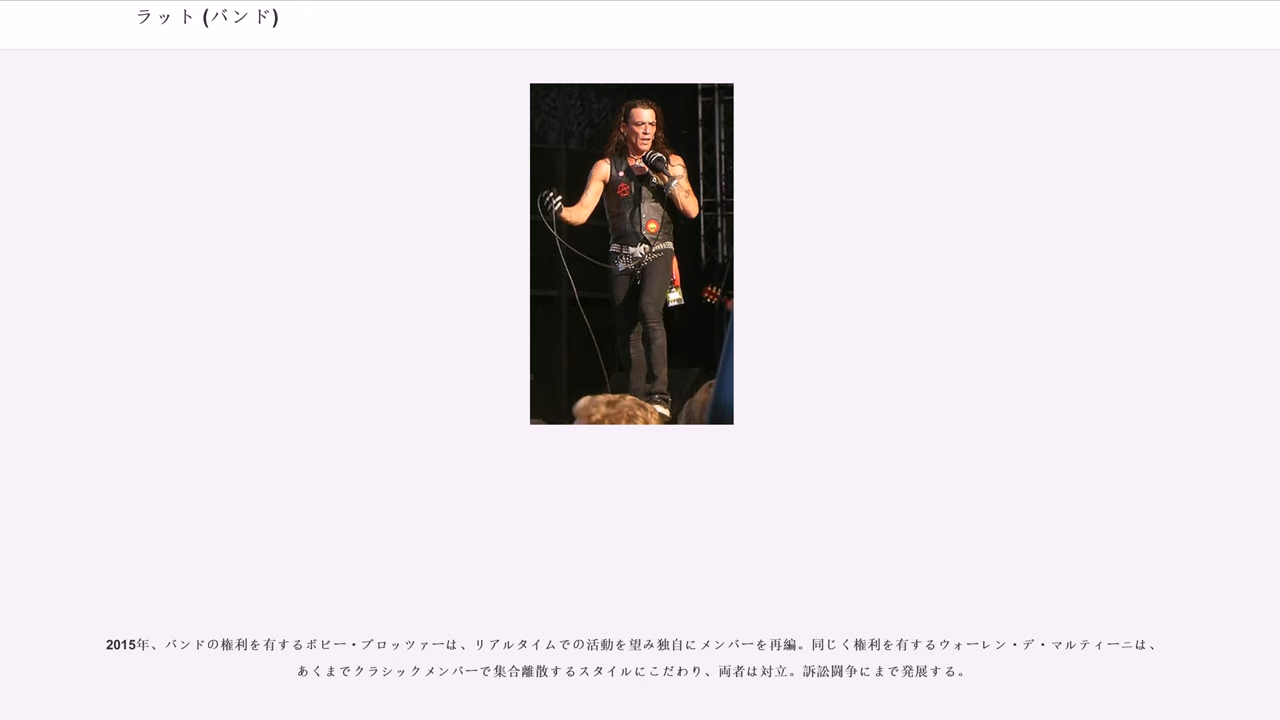 ラット (バンド)
2015年、バンドの権利を有するボビー・ブロッツァーは、リアルタイムでの活動を望み独自にメンバーを再編。同じく権利を有するウォーレン・デ・マルティーニは、
あくまでクラシックメンバーで集合離散するスタイルにこだわり、両者は対立。訴訟闘争にまで発展する。